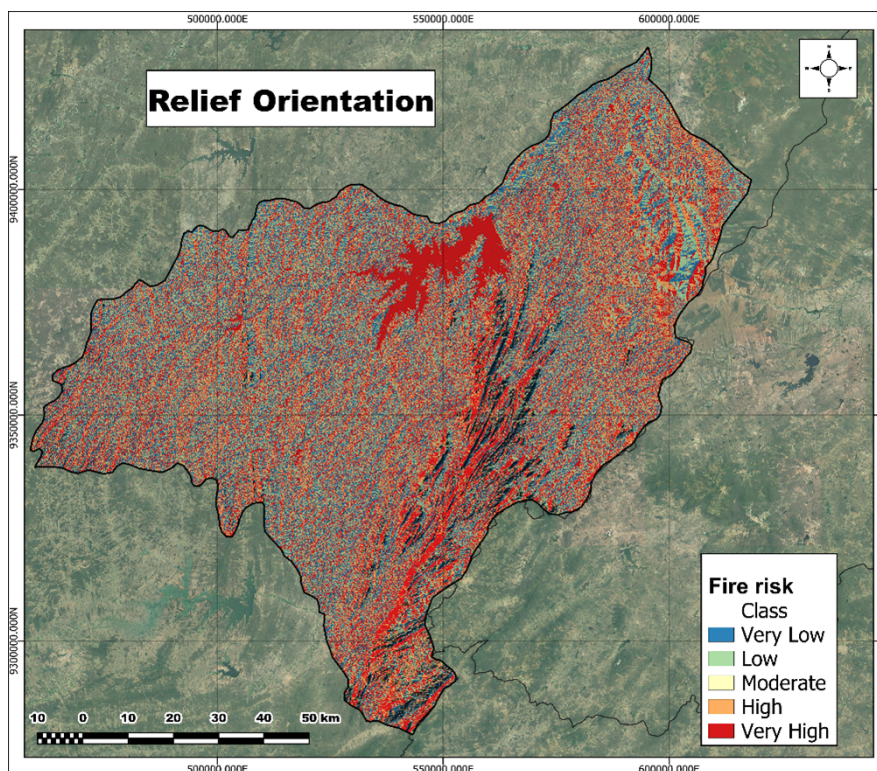 500000.000E 550000.000E 600000.000E
Relief Orientation
N
W E
S
9400000.000N
9350000.000N
9300000.000N
Fire risk
Class
Very Low
Low
Moderate
High
Very High
10 0 10 20 30 40 50 km
500000.000E 550000.000E 600000.000E